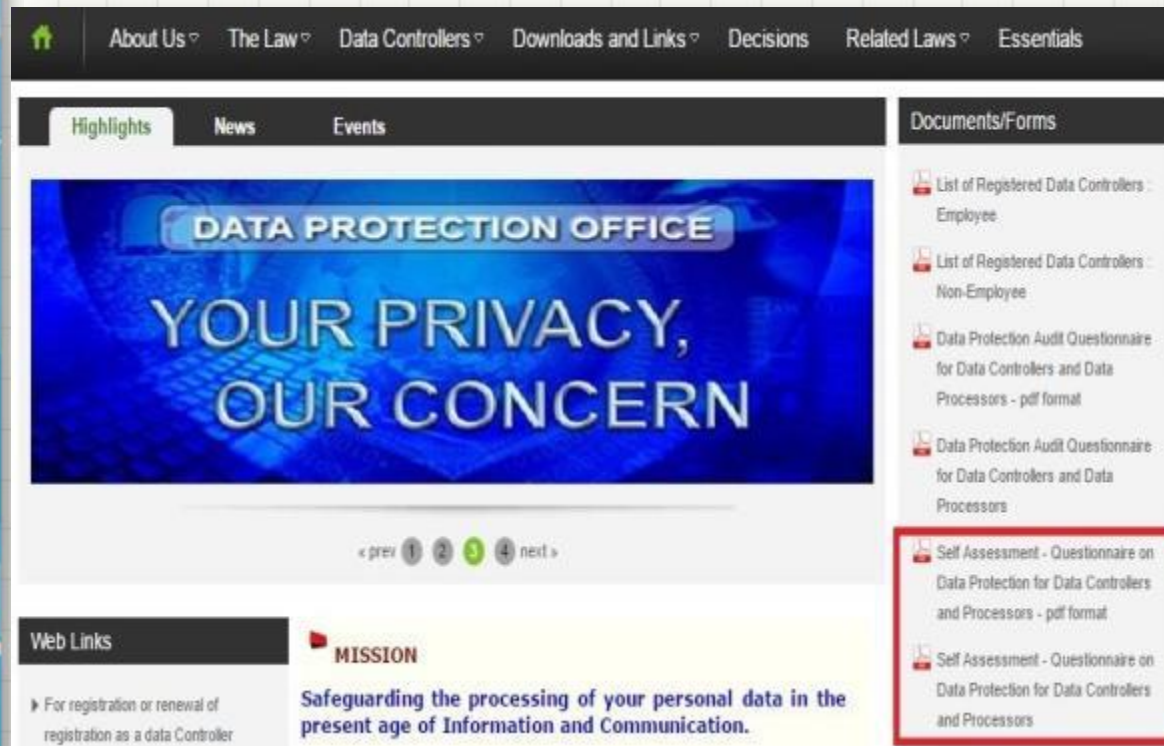 About Us The Law Data Controllers Downloads and Links Decisions Related Laws Essentials
Highlights News Events
DATA PROTECTION OFFICE
YOUR PRIVACY,
OUR CONCERN
« prev 1 2 3 4 next »
Documents/Forms
List of Registered Data Controllers :
Employee
List of Registered Data Controllers :
Non-Employee
Data Protection Audit Questionnaire
for Data Controllers and Data
Processors - pdf format
Data Protection Audit Questionnaire
for Data Controllers and Data
Processors
Self Assessment - Questionnaire on
Data Protection for Data Controllers
and Processors - pdf format
Self Assessment - Questionnaire on
Data Protection for Data Controllers
and Processors
Web Links
For registration or renewal of
registration as a data Controller
MISSION
Safeguarding the processing of your personal data in the
present age of Information and Communication.